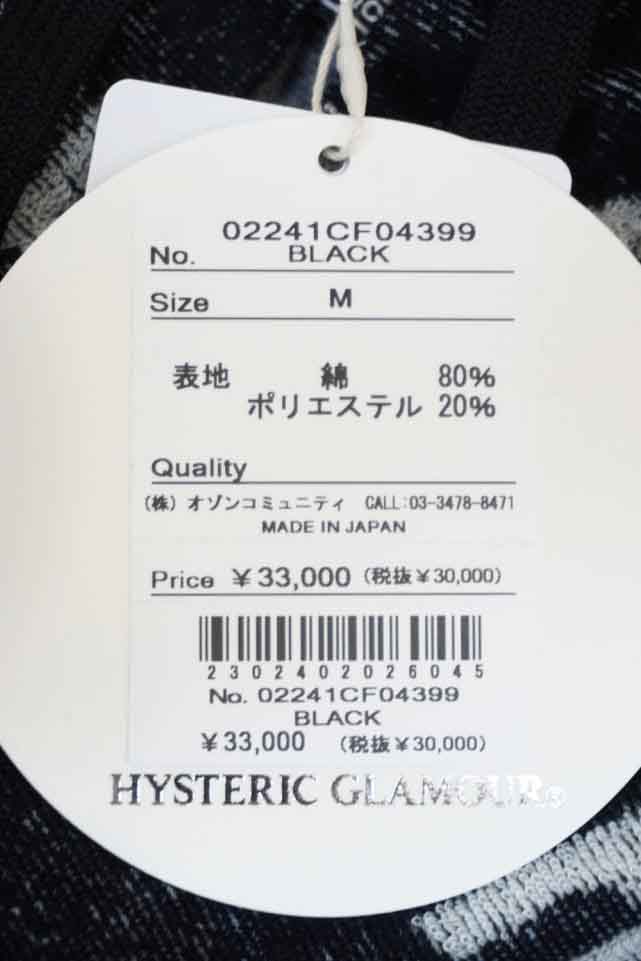 02241CF04399
No. BLACK
Size M
表地 綿 80%
ポリエステル 20%
Quality
(株) オゾンコミュニティ CALL:03-3478-8471
MADE IN JAPAN
Price ¥33,000 (税抜¥30,000)
2302402026045
No. 02241CF04399
BLACK
¥33,000 (税抜¥30,000)
HYSTERIC GLAMOUR®